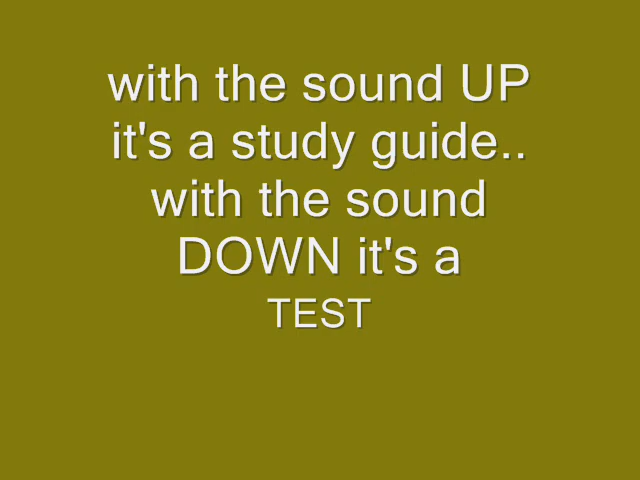 with the sound UP
it's a study guide..
with the sound
DOWN it's a
TEST